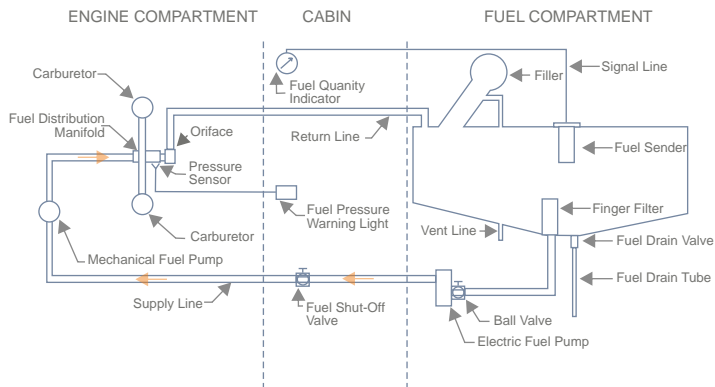 ENGINE COMPARTMENT
CABIN
FUEL COMPARTMENT
Carburetor
Fuel Distribution
Manifold
Oriface
Pressure
Sensor
Carburetor
Mechanical Fuel Pump
Supply Line
Fuel Quanity
Indicator
Return Line
Fuel Pressure
Warning Light
Fuel Shut-Off
Valve
Filler
Signal Line
Fuel Sender
Finger Filter
Vent Line
Fuel Drain Valve
Fuel Drain Tube
Ball Valve
Electric Fuel Pump